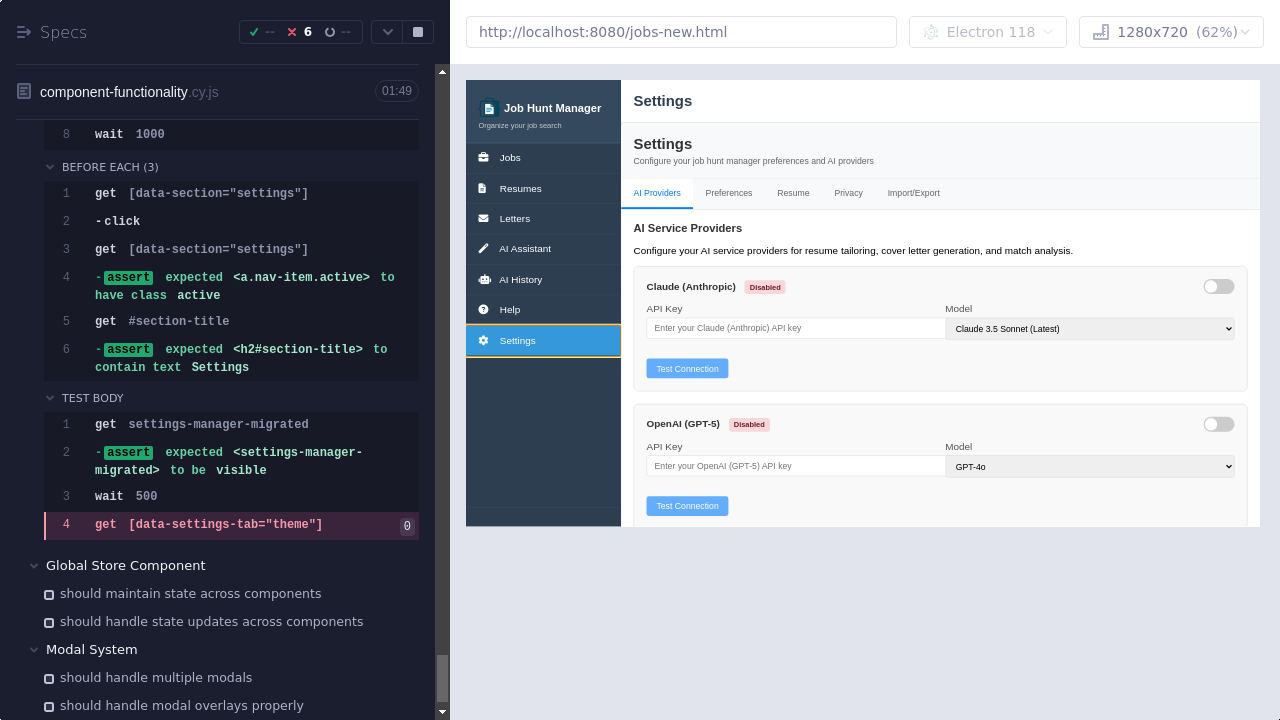 Specs
-- 6 --
component-functionality.cy.js 01:49
8 wait 1000
BEFORE EACH (3)
1 get [data-section="settings"]
2 -click
3 get [data-section="settings"]
4 -assert expected <a.nav-item.active> to
have class active
5 get #section-title
6 -assert expected <h2#section-title> to
contain text Settings
TEST BODY
1 get settings-manager-migrated
2 -assert expected <settings-manager-
migrated> to be visible
3 wait 500
4 get [data-settings-tab="theme"] 0
Global Store Component
should maintain state across components
should handle state updates across components
Modal System
should handle multiple modals
should handle modal overlays properly
http://localhost:8080/jobs-new.html
Electron 118
1280x720 (62%)
Job Hunt Manager
Organize your job search
Jobs
Resumes
Letters
AI Assistant
AI History
Help
Settings
Settings
Settings
Configure your job hunt manager preferences and AI providers
AI Providers Preferences Resume Privacy Import/Export
AI Service Providers
Configure your AI service providers for resume tailoring, cover letter generation, and match analysis.
Claude (Anthropic) Disabled
API Key Model
Enter your Claude (Anthropic) API key Claude 3.5 Sonnet (Latest)
Test Connection
OpenAI (GPT-5) Disabled
API Key Model
Enter your OpenAI (GPT-5) API key GPT-4o
Test Connection